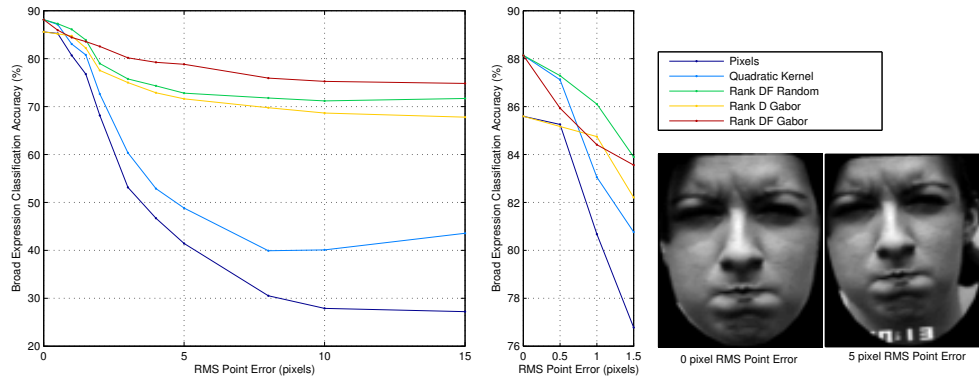 90
80
70
60
50
40
30
20
0
5
10
15
Broad Expression Classification Accuracy (%)
RMS Point Error (pixels)
90
88
86
84
82
80
78
76
0
0.5
1
1.5
Broad Expression Classification Accuracy (%)
RMS Point Error (pixels)
Pixels
Quadratic Kernel
Rank DF Random
Rank D Gabor
Rank DF Gabor
0 pixel RMS Point Error
5 pixel RMS Point Error